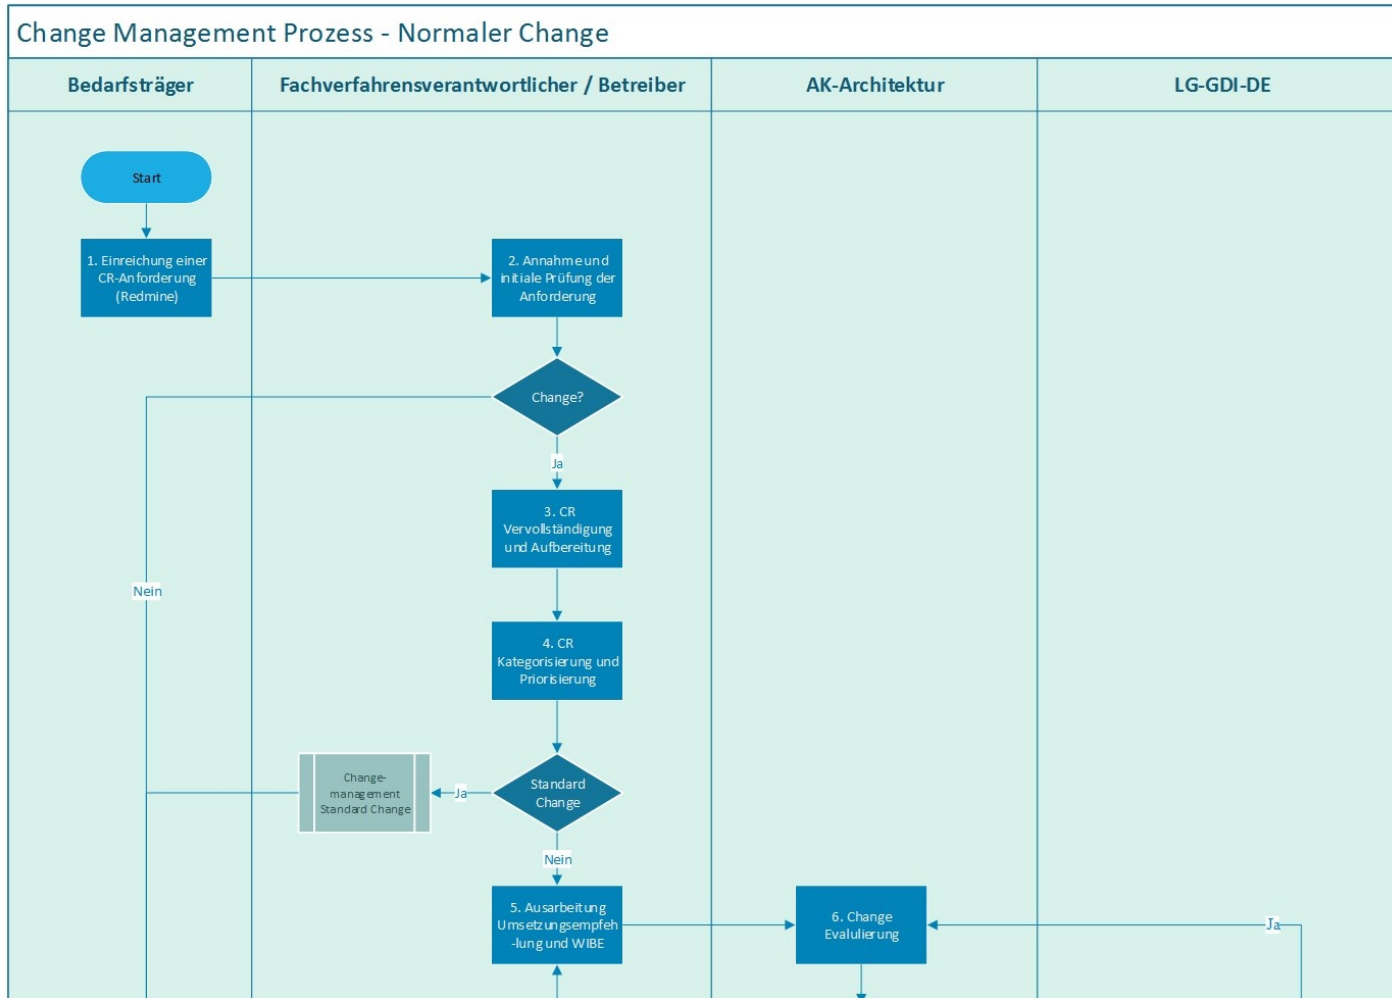 Change Management Prozess - Normaler Change
Bedarfsträger
Fachverfahrensverantwortlicher / Betreiber
AK-Architektur
LG-GDI-DE
Start
1. Einreichung einer
CR-Anforderung
(Redmine)
2. Annahme und
initiale Prüfung der
Anforderung
Change?
Ja
3. CR
Vervollständigung
und Aufbereitung
Nein
4. CR
Kategorisierung und
Priorisierung
Change-
management
Standard Change
Ja
Standard
Change
Nein
5. Ausarbeitung
Umsetzungsempfeh
-lung und WIBE
6. Change
Evalulierung
Ja